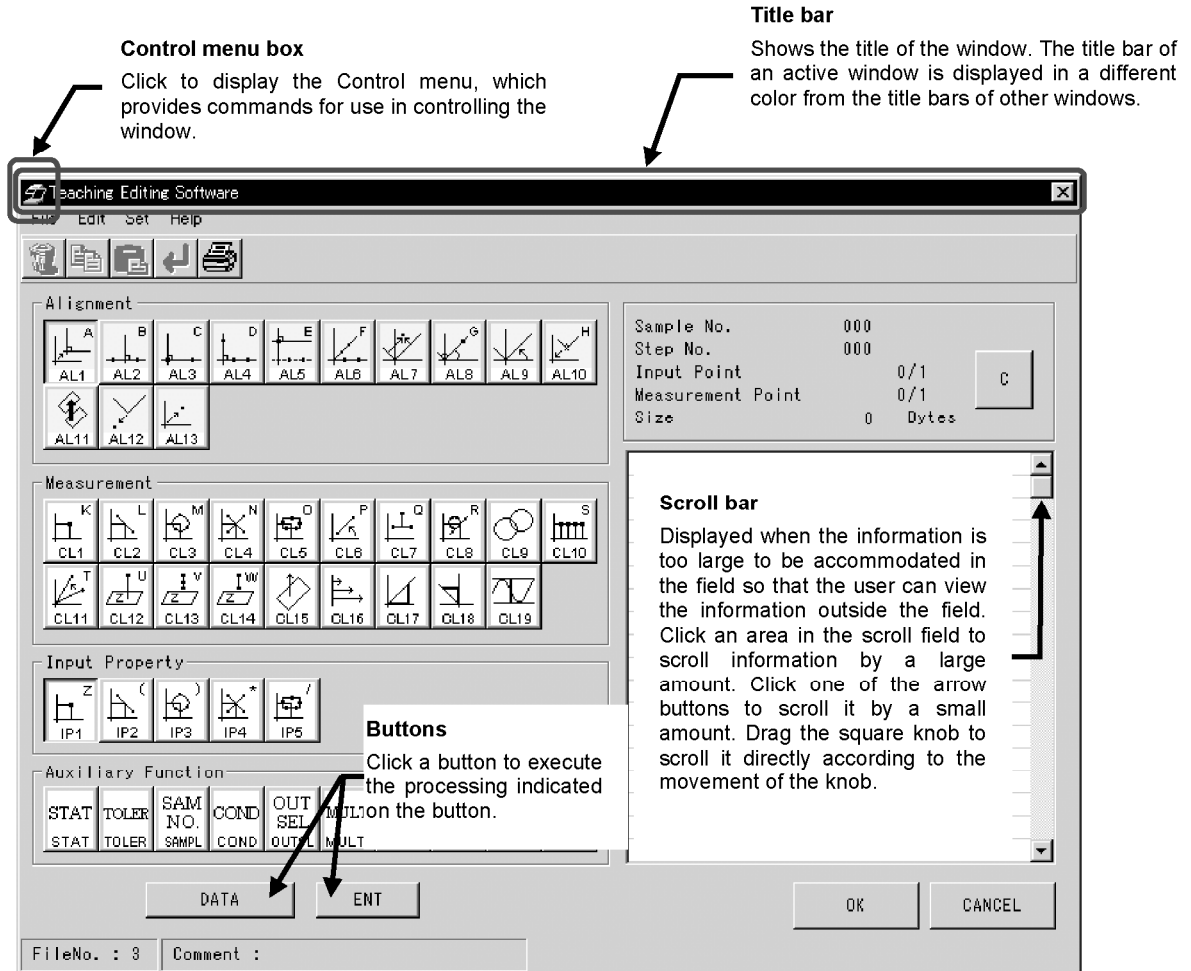 Title bar
Shows the title of the window. The title bar of
an active window is displayed in a different
color from the title bars of other windows.
Control menu box
Click to display the Control menu, which
provides commands for use in controlling the
window.
Teaching Editing Software
File Edit Set Help
Alignment
A B C D E F G H
AL1 AL2 AL3 AL4 AL5 AL6 AL7 AL8 AL9 AL10
AL11 AL12 AL13
Sample No. 000
Step No. 000
Input Point 0/1
Measurement Point 0/1
Size 0 Dytes
C
Measurement
K L M N O P Q R S
CL1 CL2 CL3 CL4 CL5 CL6 CL7 CL8 CL9 CL10
T U V W
CL11 CL12 CL13 CL14 CL15 CL16 CL17 CL18 CL19
Input Property
Z ( ) * /
IP1 IP2 IP3 IP4 IP5
Auxiliary Function
STAT TOLER SAM NO. COND OUT SEL
STAT TOLER SAMPL COND OUTSL MULT
Buttons
Click a button to execute
the processing indicated
on the button.
Scroll bar
Displayed when the information is
too large to be accommodated in
the field so that the user can view
the information outside the field.
Click an area in the scroll field to
scroll information by a large
amount. Click one of the arrow
buttons to scroll it by a small
amount. Drag the square knob to
scroll it directly according to the
movement of the knob.
DATA ENT
OK CANCEL
FileNo. : 3 Comment :